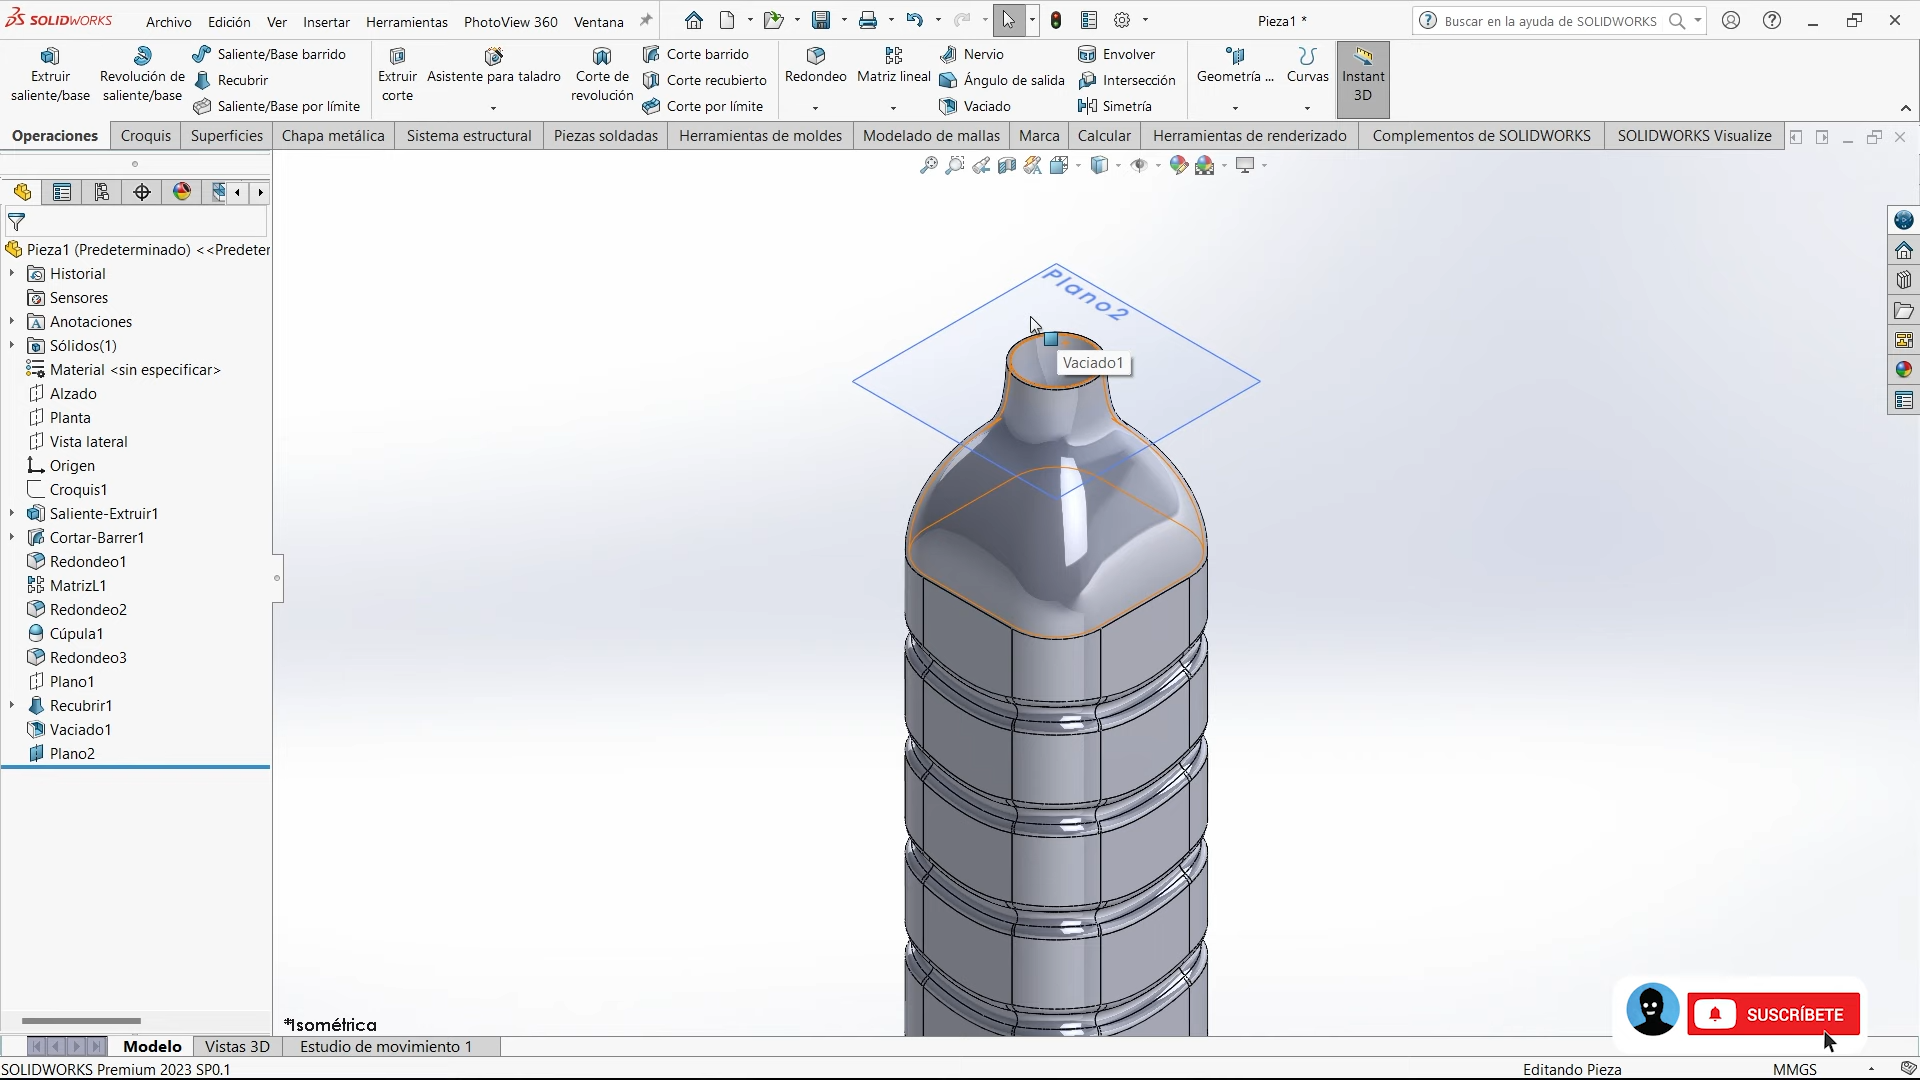 SOLIDWORKS Archivo Edición Ver Insertar Herramientas PhotoView 360 Ventana Pieza1 * Buscar en la ayuda de SOLIDWORKS
Extruir saliente/base
Revolución de saliente/base
Saliente/Base barrido
Recubrir
Saliente/Base por límite
Extruir corte
Asistente para taladro
Corte de revolución
Corte barrido
Corte recubierto
Corte por límite
Redondeo
Matriz lineal
Nervio
Ángulo de salida
Vaciado
Envolver
Intersección
Simetría
Geometría ...
Curvas
Instant 3D
Operaciones Croquis Superficies Chapa metálica Sistema estructural Piezas soldadas Herramientas de moldes Modelado de mallas Marca Calcular Herramientas de renderizado Complementos de SOLIDWORKS SOLIDWORKS Visualize
Pieza1 (Predeterminado) <<Predeter
Historial
Sensores
Anotaciones
Sólidos(1)
Material <sin especificar>
Alzado
Planta
Vista lateral
Origen
Croquis1
Saliente-Extruir1
Cortar-Barrer1
Redondeo1
MatrizL1
Redondeo2
Cúpula1
Redondeo3
Plano1
Recubrir1
Vaciado1
Plano2
Plano2
Vaciado1
*Isométrica
SUSCRÍBETE
Modelo Vistas 3D Estudio de movimiento 1
SOLIDWORKS Premium 2023 SP0.1 Editando Pieza MMGS